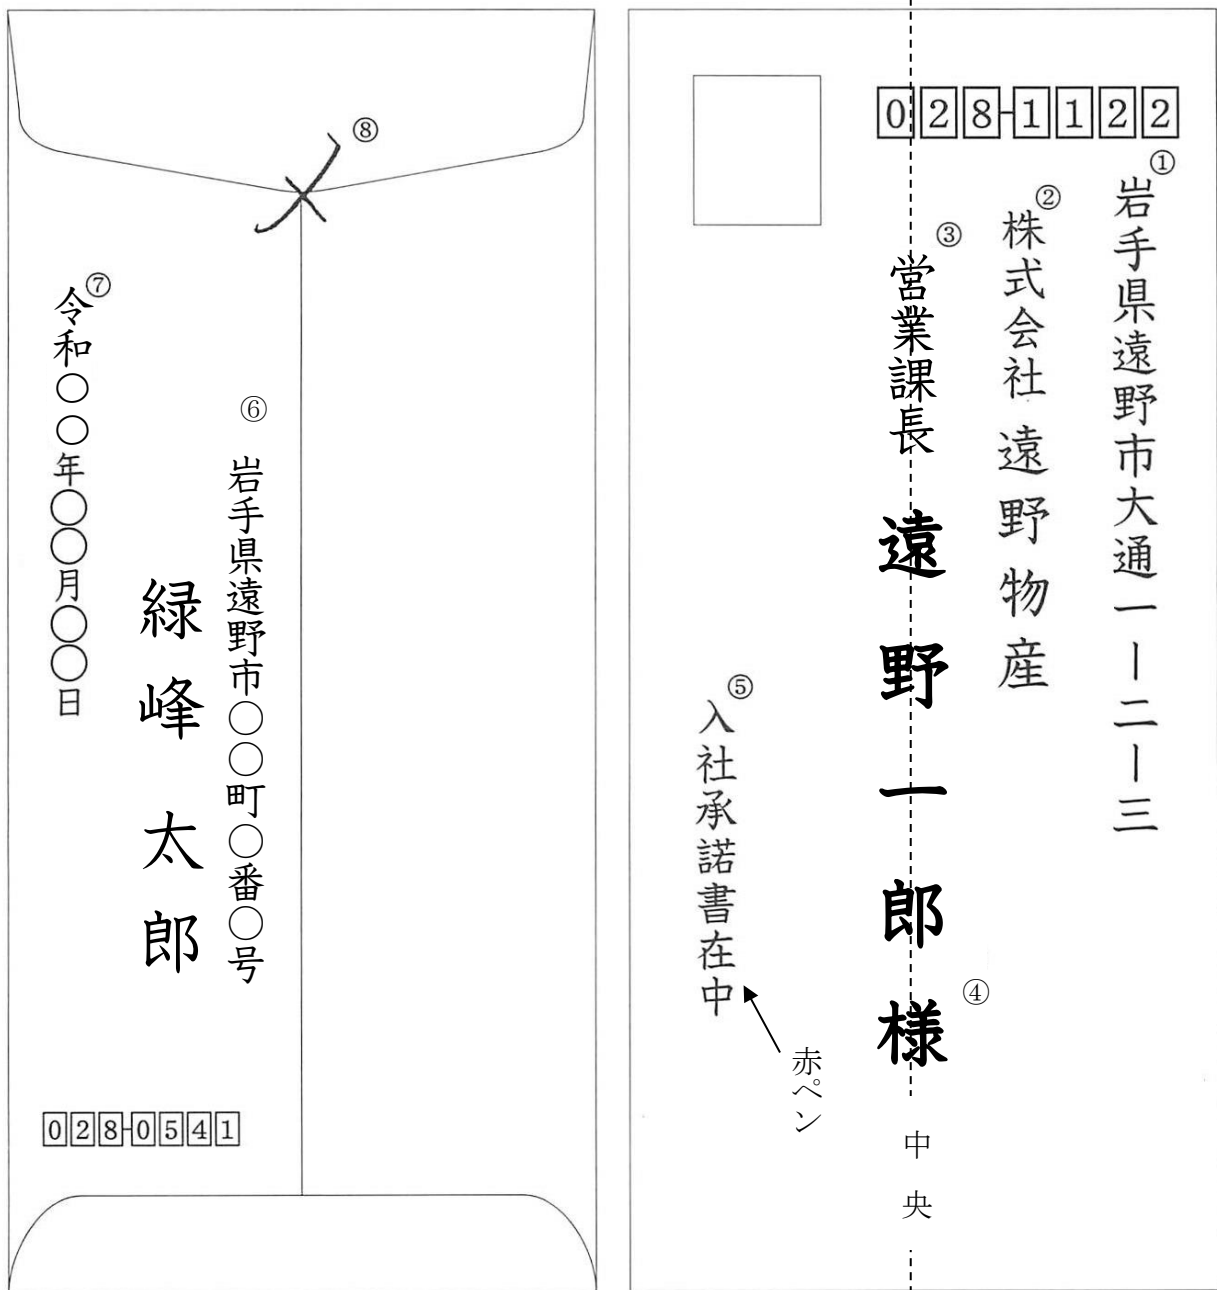 028-1122
①岩手県遠野市大通一ー二ー三
②株式会社 遠野物産
③営業課長 遠野一郎様④
⑤入社承諾書在中
赤ペン
中央
⑧
⑥岩手県遠野市○○町○番○号
緑峰太郎
⑦令和○○年○○月○○日
028-0541